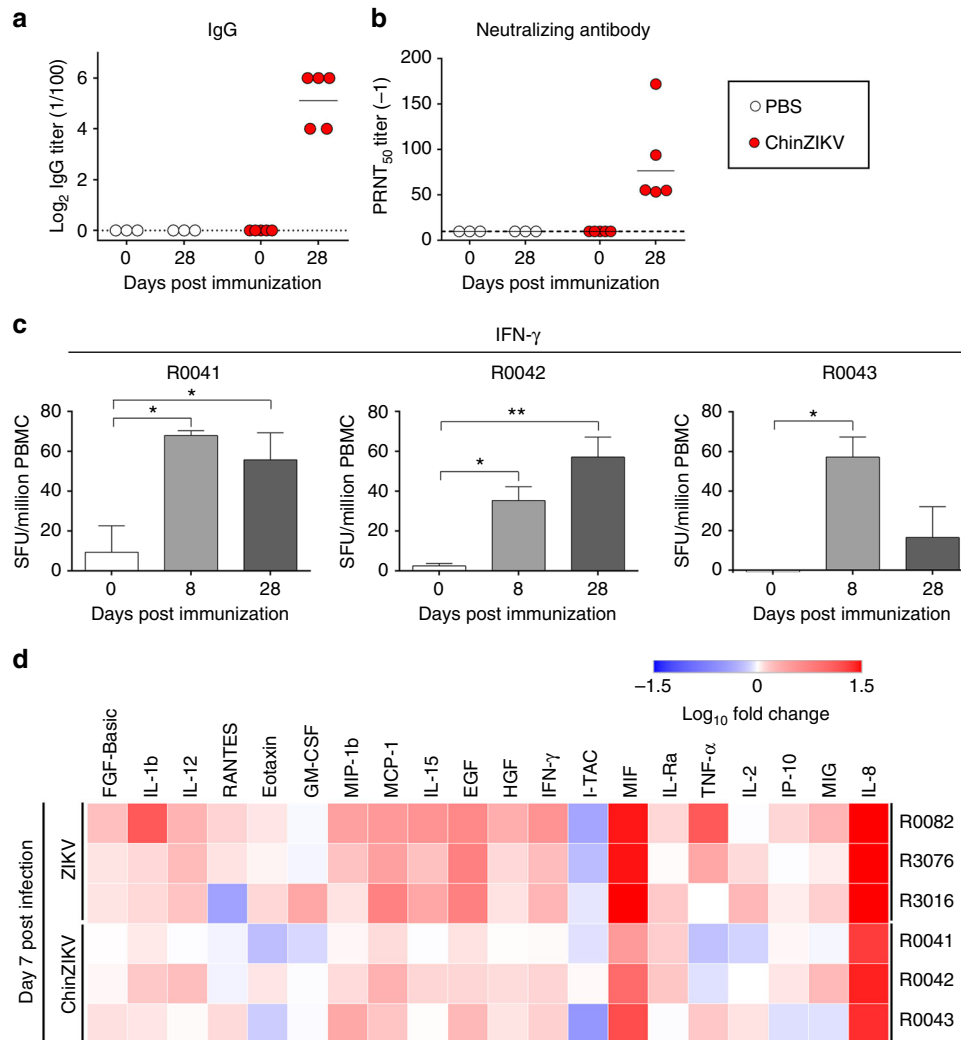 a
IgG
Log2 IgG titer (1/100)
6
4
2
0
0 28 0 28
Days post immunization
b
Neutralizing antibody
PRNT50 titer (−1)
200
150
100
50
0
0 28 0 28
Days post immunization
PBS
ChinZIKV
c
IFN-γ
R0041
SFU/million PBMC
80
60
40
20
0
* *
0 8 28
Days post immunization
R0042
SFU/million PBMC
80
60
40
20
0
* **
0 8 28
Days post immunization
R0043
SFU/million PBMC
80
60
40
20
0
*
0 8 28
Days post immunization
d
−1.5 0 1.5
Log10 fold change
FGF-Basic
IL-1b
IL-12
RANTES
Eotaxin
GM-CSF
MIP-1b
MCP-1
IL-15
EGF
HGF
IFN-γ
I-TAC
MIF
IL-Ra
TNF-α
IL-2
IP-10
MIG
IL-8
Day 7 post infection
ZIKV
ChinZIKV
R0082
R3076
R3016
R0041
R0042
R0043